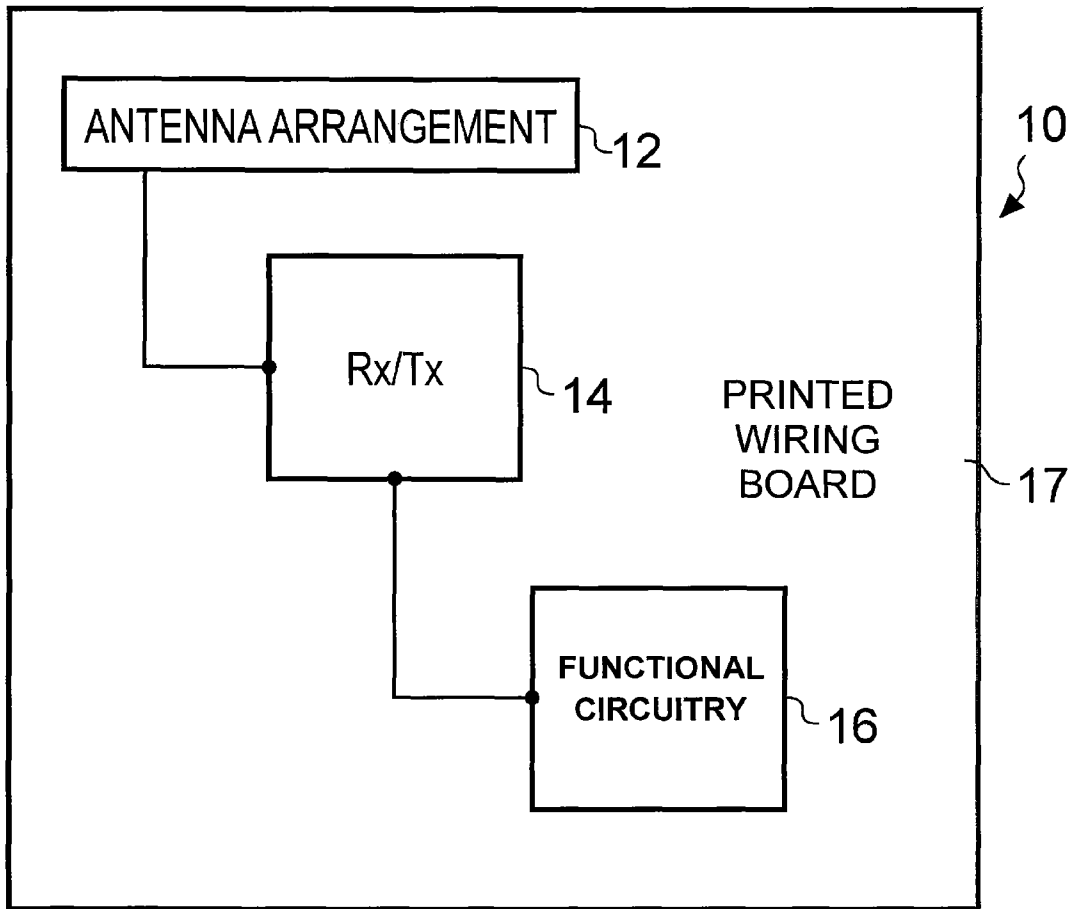 ANTENNA ARRANGEMENT
12
10
Rx/Tx
14
PRINTED
WIRING
BOARD
17
FUNCTIONAL
CIRCUITRY
16